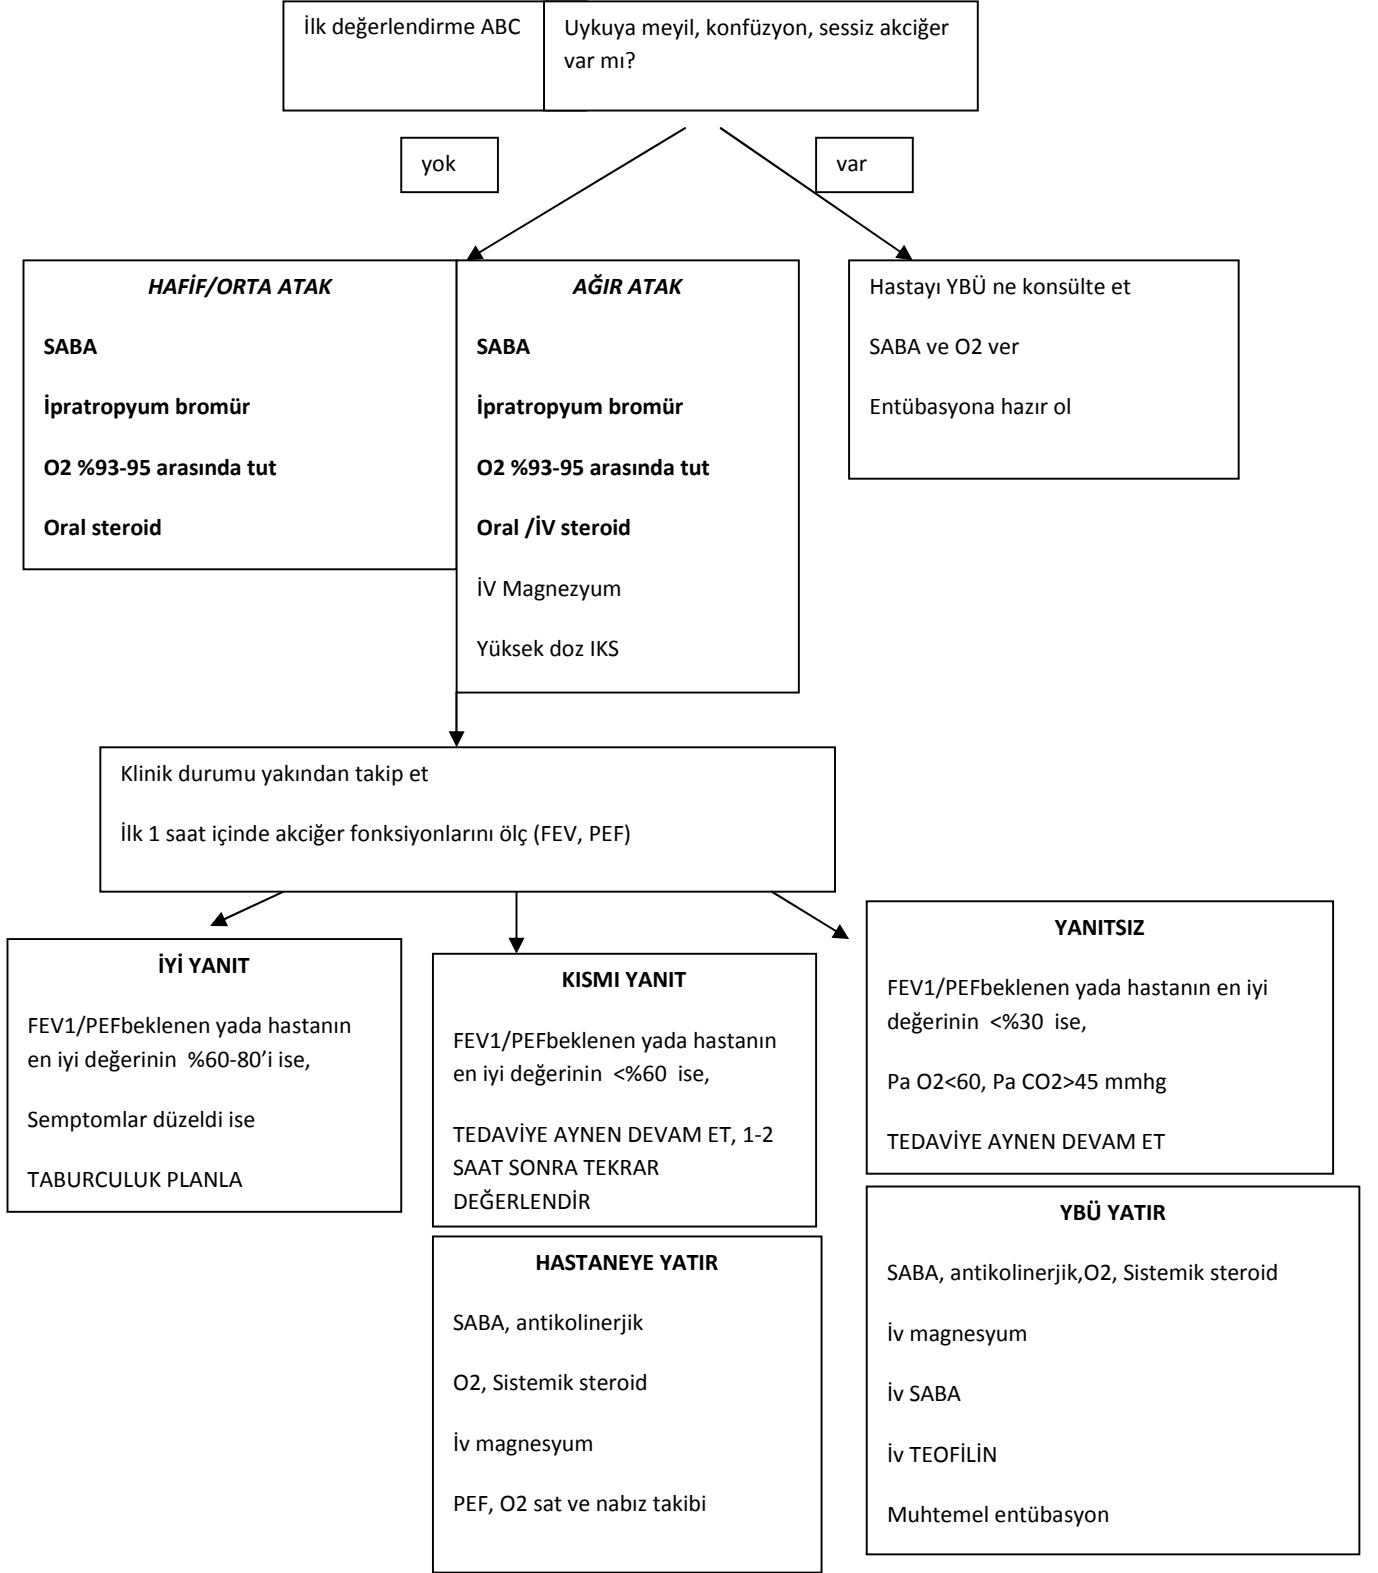 İlk değerlendirme ABC
Uykuya meyil, konfüzyon, sessiz akciğer
var mı?
yok
var
HAFİF/ORTA ATAK
SABA
İpratropyum bromür
O2 %93-95 arasında tut
Oral steroid
AĞIR ATAK
SABA
İpratropyum bromür
O2 %93-95 arasında tut
Oral /İV steroid
İV Magnezyum
Yüksek doz IKS
Hastayı YBÜ ne konsülte et
SABA ve O2 ver
Entübasyona hazır ol
Klinik durumu yakından takip et
İlk 1 saat içinde akciğer fonksiyonlarını ölç (FEV, PEF)
İYİ YANIT
FEV1/PEFbeklenen yada hastanın
en iyi değerinin  %60-80’i ise,
Semptomlar düzeldi ise
TABURCULUK PLANLA
KISMI YANIT
FEV1/PEFbeklenen yada hastanın
en iyi değerinin  <%60  ise,
TEDAVİYE AYNEN DEVAM ET, 1-2
SAAT SONRA TEKRAR
DEĞERLENDİR
HASTANEYE YATIR
SABA, antikolinerjik
O2, Sistemik steroid
İv magnesyum
PEF, O2 sat ve nabız takibi
YANITSIZ
FEV1/PEFbeklenen yada hastanın en iyi
değerinin  <%30  ise,
Pa O2<60, Pa CO2>45 mmhg
TEDAVİYE AYNEN DEVAM ET
YBÜ YATIR
SABA, antikolinerjik,O2, Sistemik steroid
İv magnesyum
İv SABA
İv TEOFİLİN
Muhtemel entübasyon